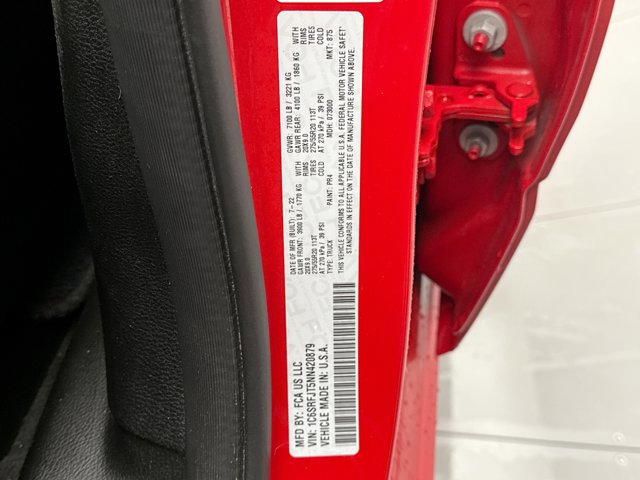 MFD BY: FCA US LLC
VIN: 1C6SRFJT5NN420879
VEHICLE MADE IN: U.S.A.
DATE OF MFR (BUILT): 7-22 GVWR: 7100 LB / 3221 KG
GAWR FRONT: 3900 LB / 1770 KG WITH GAWR REAR: 4100 LB / 1860 KG WITH
20X9.0 RIMS 20X9.0 RIMS
275/55R20 113T TIRES 275/55R20 113T TIRES
AT 270 kPa / 39 PSI COLD AT 270 kPa / 39 PSI COLD
TYPE: TRUCK PAINT: PR4 MDH: 073000 MKT: 875
THIS VEHICLE CONFORMS TO ALL APPLICABLE U.S.A. FEDERAL MOTOR VEHICLE SAFETY
STANDARDS IN EFFECT ON THE DATE OF MANUFACTURE SHOWN ABOVE.